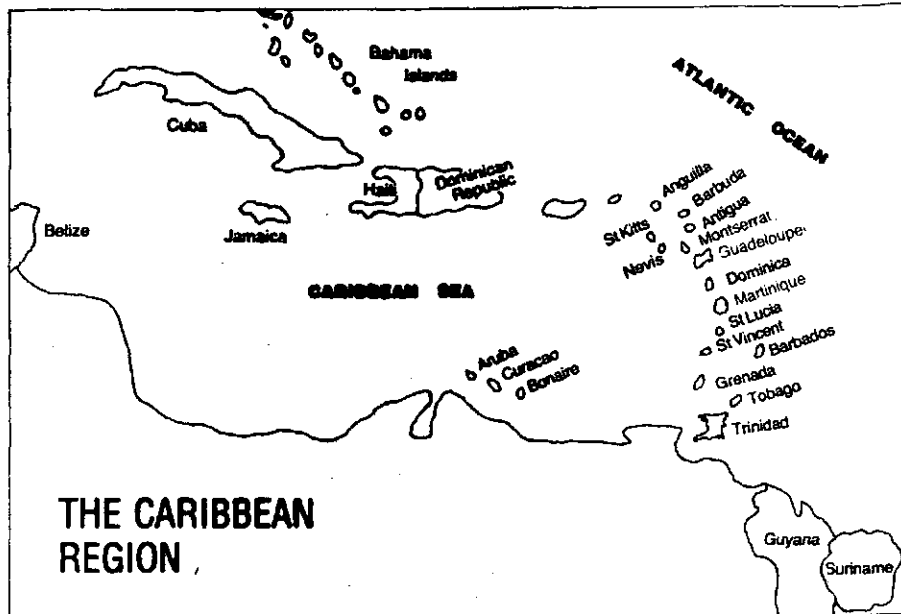 Bahama
Islands
ATLANTIC OCEAN
Cuba
Haiti
Dominican
Republic
Anguilla
Barbuda
Antigua
St Kitts
Montserrat
Nevis
Guadeloupe
Belize
Jamaica
Dominica
CARIBBEAN SEA
Martinique
St Lucia
St Vincent
Barbados
Aruba
Curacao
Bonaire
Grenada
Tobago
Trinidad
THE CARIBBEAN
REGION
Guyana
Suriname